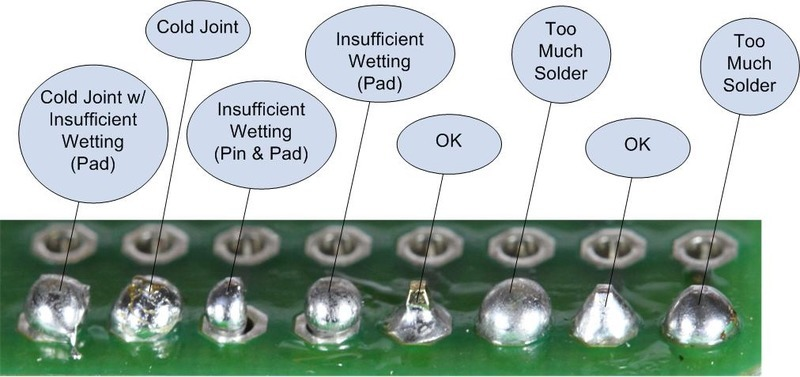 Cold Joint w/
Insufficient
Wetting
(Pad)
Cold Joint
Insufficient
Wetting
(Pin & Pad)
Insufficient
Wetting
(Pad)
OK
Too
Much
Solder
OK
Too
Much
Solder